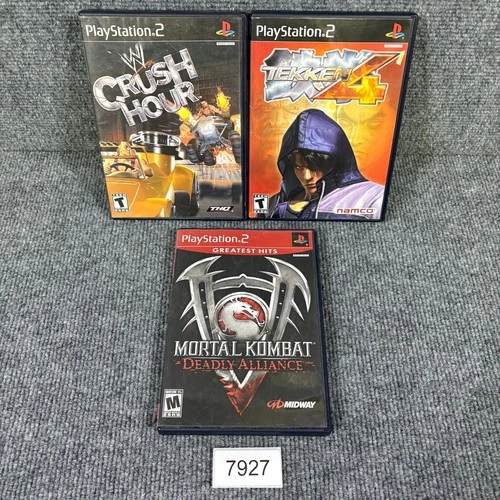 PlayStation 2
W
CRUSH
HOUR
T
THQ
PlayStation 2
TEKKEN 4
T
namco
PlayStation 2
GREATEST HITS
MORTAL KOMBAT
DEADLY ALLIANCE
M
MIDWAY
7927